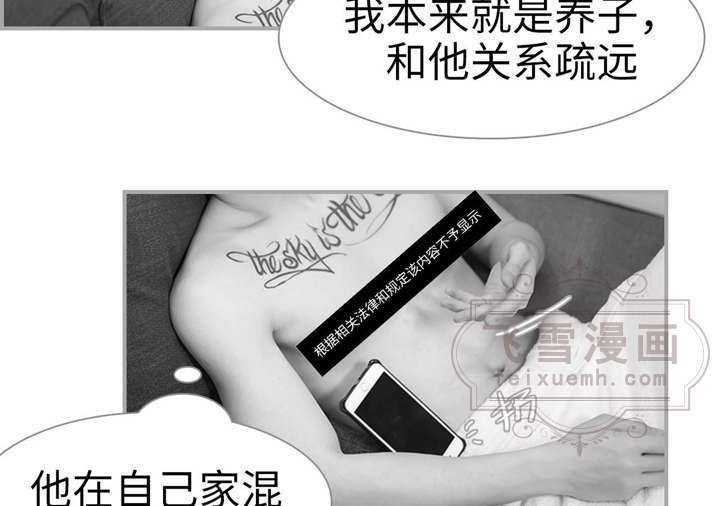 我本来就是养子，
和他关系疏远
the sky is the
根据相关法律和规定该内容不予显示
飞雪漫画
feixuemh.com
扔
他在自己家混